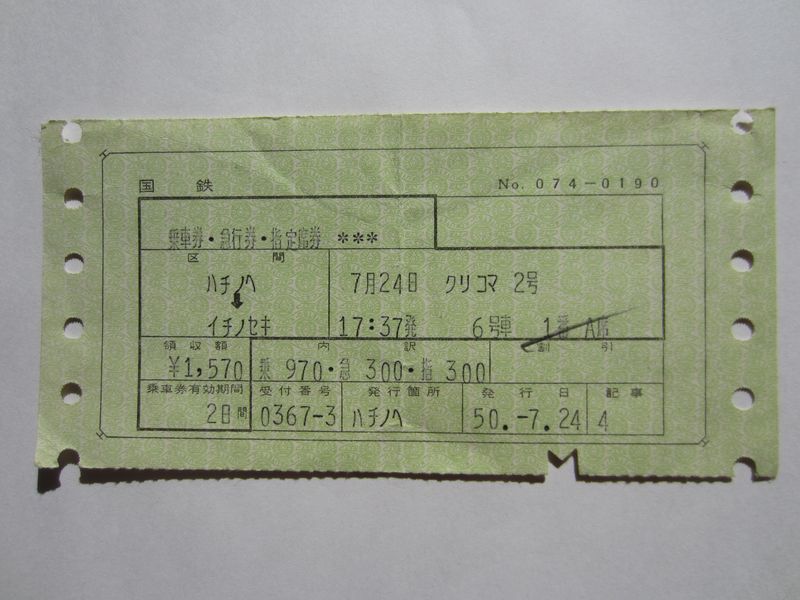 国鉄 No. 074-0190
乗車券・急行券・指定席券 ***
区間
ハチノヘ 7月24日 クリコマ 2号
↓
イチノセキ 17:37発 6号車 1番 A席
領収額 内訳 割引
¥1,570 乗 970・急 300・指 300
乗車券有効期間 受付番号 発行箇所 発行日 記事
2日間 0367-3 ハチノヘ 50.-7.24 4